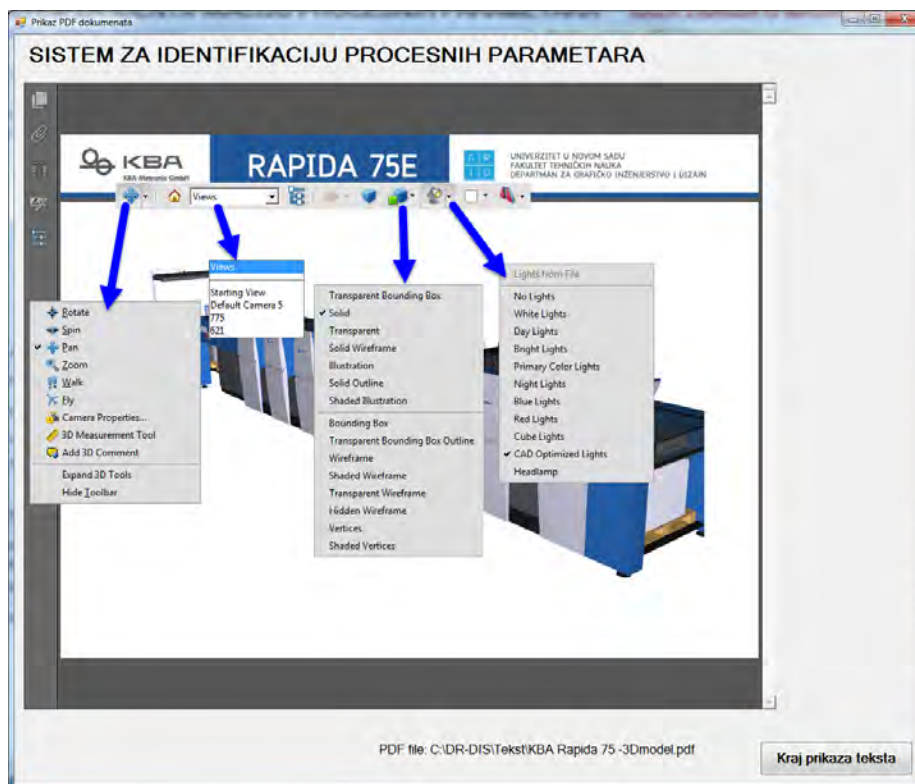 Prikaz PDF dokumenata
SISTEM ZA IDENTIFIKACIJU PROCESNIH PARAMETARA
KBA
KBA-Metronic GmbH
RAPIDA 75E
UNIVERZITET U NOVOM SADU
FAKULTET TEHNIČKIH NAUKA
DEPARTMAN ZA GRAFIČKO INŽENJERSTVO I DIZAJN
Views
Views
Starting View
Default Camera 5
775
621
Rotate
Spin
Pan
Zoom
Walk
Fly
Camera Properties...
3D Measurement Tool
Add 3D Comment
Expand 3D Tools
Hide Toolbar
Transparent Bounding Box
Solid
Transparent
Solid Wireframe
Illustration
Solid Outline
Shaded Illustration
Bounding Box
Transparent Bounding Box Outline
Wireframe
Shaded Wireframe
Transparent Wireframe
Hidden Wireframe
Vertices
Shaded Vertices
Lights from File
No Lights
White Lights
Day Lights
Bright Lights
Primary Color Lights
Night Lights
Blue Lights
Red Lights
Cube Lights
CAD Optimized Lights
Headlamp
PDF file: C:\DR-DIS\Tekst\KBA Rapida 75 -3Dmodel.pdf
Kraj prikaza teksta